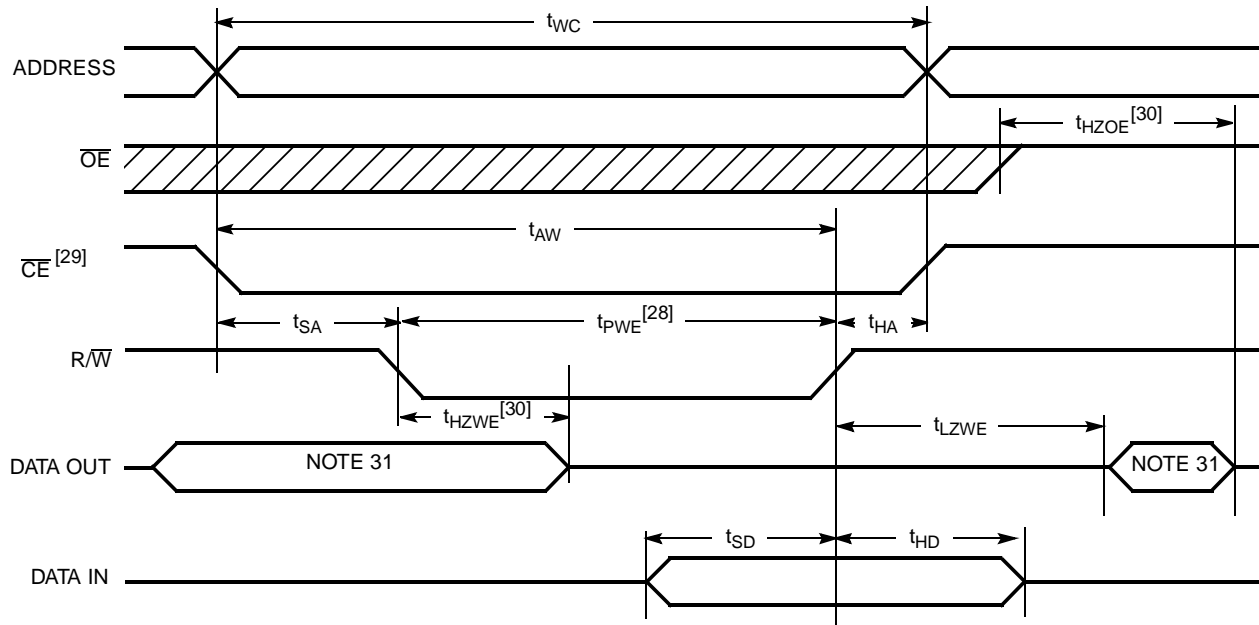 tWC
ADDRESS
tHZOE[30]
OE
tAW
CE [29]
tSA
tPWE[28]
tHA
R/W
tHZWE[30]
tLZWE
DATA OUT
NOTE 31
NOTE 31
tSD
tHD
DATA IN